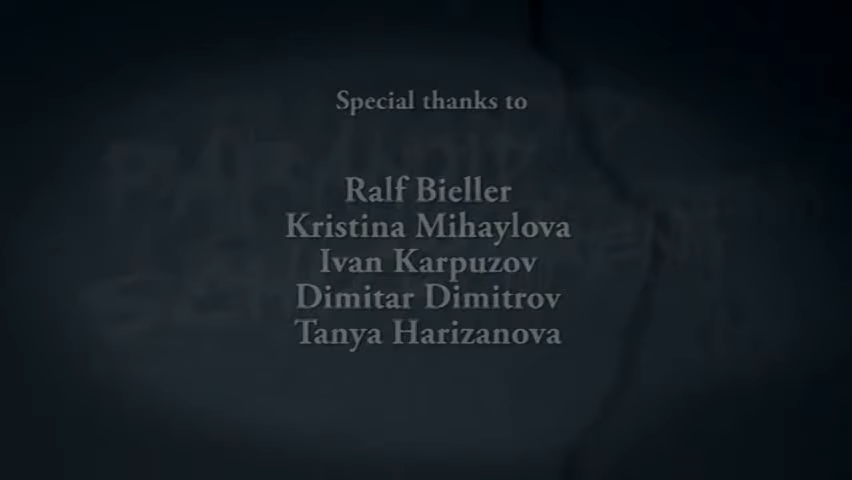 Special thanks to
Ralf Bieller
Kristina Mihaylova
Ivan Karpuzov
Dimitar Dimitrov
Tanya Harizanova